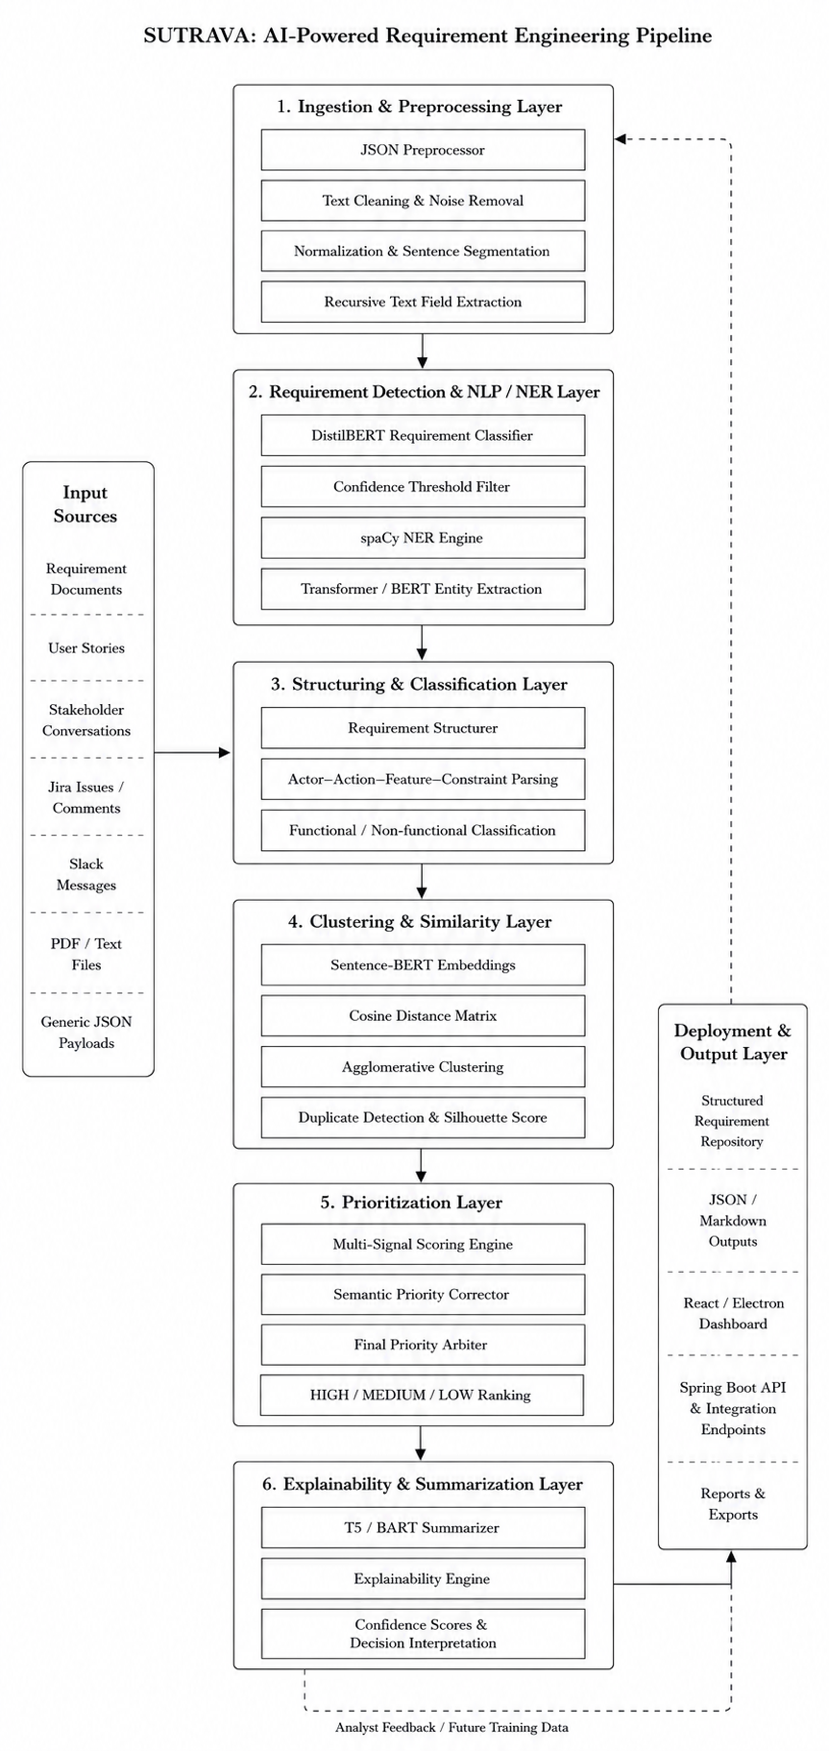 SUTRAVA: AI-Powered Requirement Engineering Pipeline
1. Ingestion & Preprocessing Layer
JSON Preprocessor
Text Cleaning & Noise Removal
Normalization & Sentence Segmentation
Recursive Text Field Extraction
2. Requirement Detection & NLP / NER Layer
DistilBERT Requirement Classifier
Confidence Threshold Filter
spaCy NER Engine
Transformer / BERT Entity Extraction
Input
Sources
Requirement
Documents
User Stories
Stakeholder
Conversations
Jira Issues /
Comments
Slack
Messages
PDF / Text
Files
Generic JSON
Payloads
3. Structuring & Classification Layer
Requirement Structurer
Actor–Action–Feature–Constraint Parsing
Functional / Non-functional Classification
4. Clustering & Similarity Layer
Sentence-BERT Embeddings
Cosine Distance Matrix
Agglomerative Clustering
Duplicate Detection & Silhouette Score
5. Prioritization Layer
Multi-Signal Scoring Engine
Semantic Priority Corrector
Final Priority Arbiter
HIGH / MEDIUM / LOW Ranking
6. Explainability & Summarization Layer
T5 / BART Summarizer
Explainability Engine
Confidence Scores &
Decision Interpretation
Deployment &
Output Layer
Structured
Requirement
Repository
JSON /
Markdown
Outputs
React / Electron
Dashboard
Spring Boot API
& Integration
Endpoints
Reports &
Exports
Analyst Feedback / Future Training Data